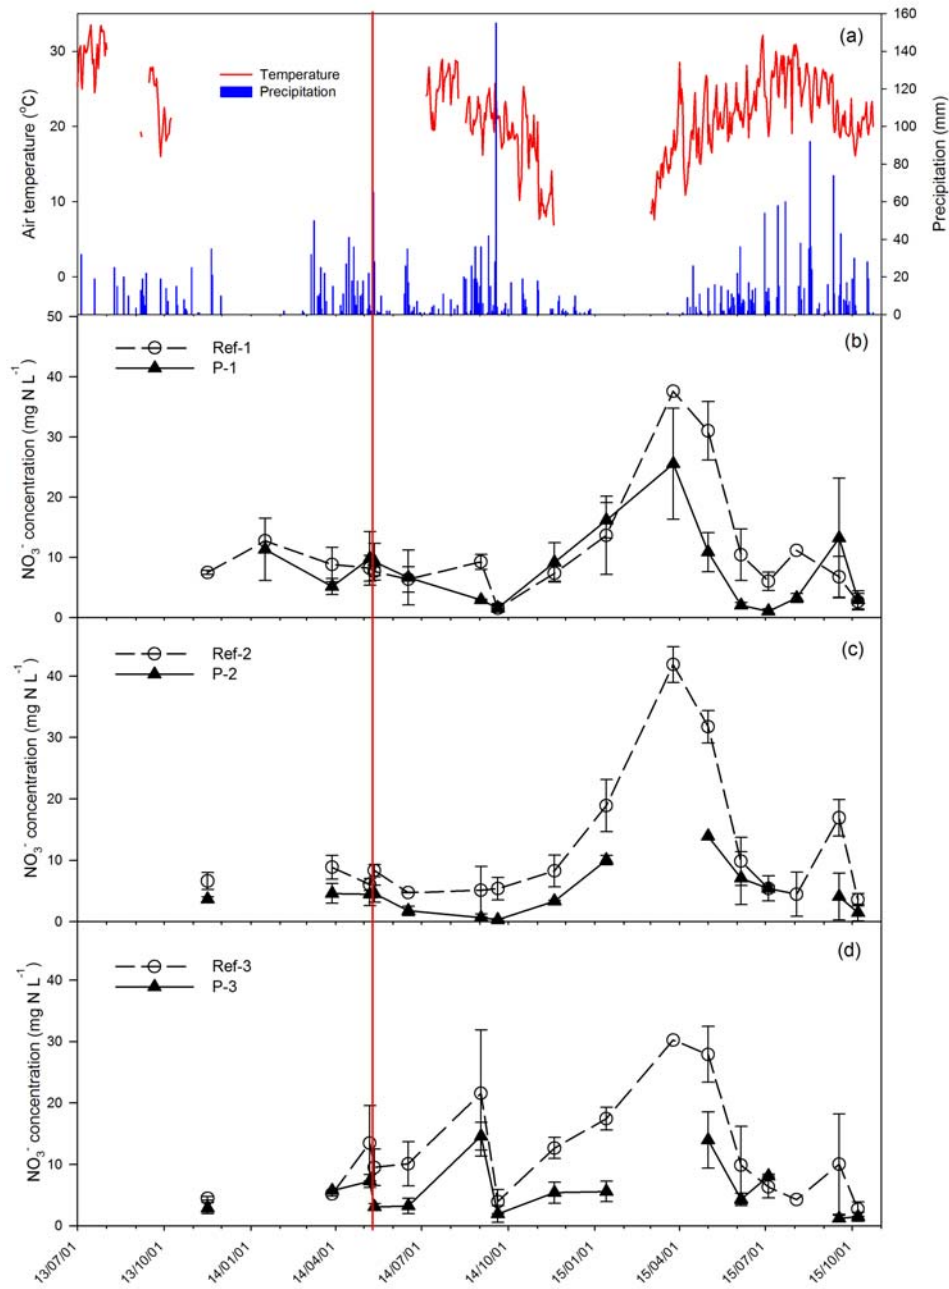 (a)
Temperature
Precipitation
Air temperature (°C)
30
20
10
0
Precipitation (mm)
160
140
120
100
80
60
40
20
0
(b)
Ref-1
P-1
NO₃⁻ concentration (mg N L⁻¹)
50
40
30
20
10
0
(c)
Ref-2
P-2
NO₃⁻ concentration (mg N L⁻¹)
40
30
20
10
0
(d)
Ref-3
P-3
NO₃⁻ concentration (mg N L⁻¹)
40
30
20
10
0
13/07/01
13/10/01
14/01/01
14/04/01
14/07/01
14/10/01
15/01/01
15/04/01
15/07/01
15/10/01